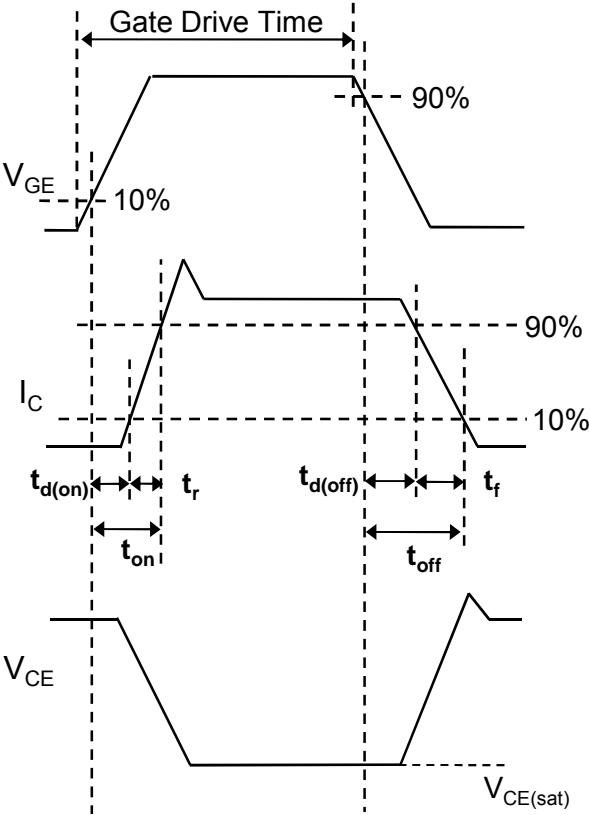 Gate Drive Time
90%
V_GE
10%
90%
I_C
10%
t_d(on)
t_r
t_d(off)
t_f
t_on
t_off
V_CE
V_CE(sat)